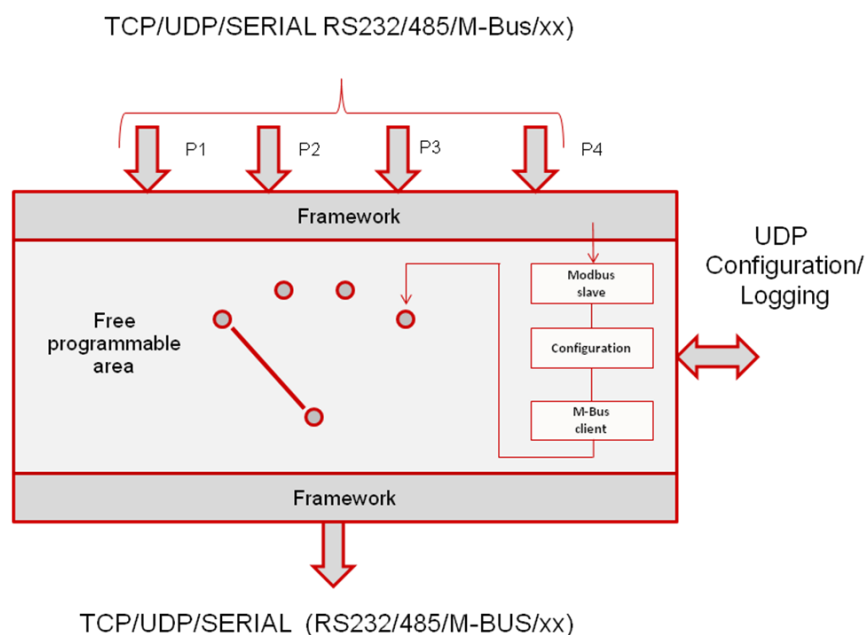 TCP/UDP/SERIAL RS232/485/M-Bus/xx)
P1
P2
P3
P4
Framework
UDP
Configuration/
Logging
Modbus
slave
Free
programmable
area
Configuration
M-Bus
client
Framework
TCP/UDP/SERIAL (RS232/485/M-BUS/xx)